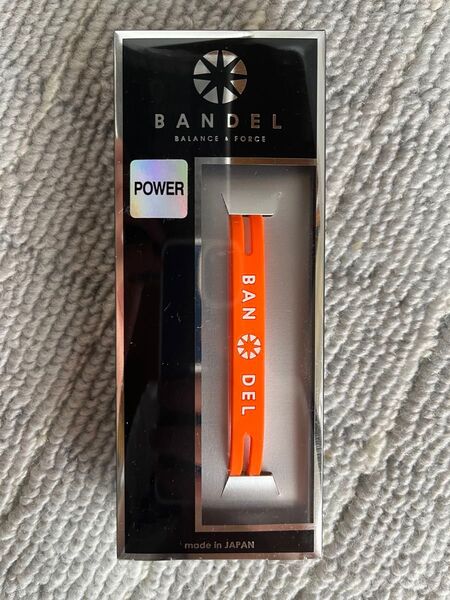 BANDEL
BALANCE & FORCE
POWER
BAN DEL
made in JAPAN